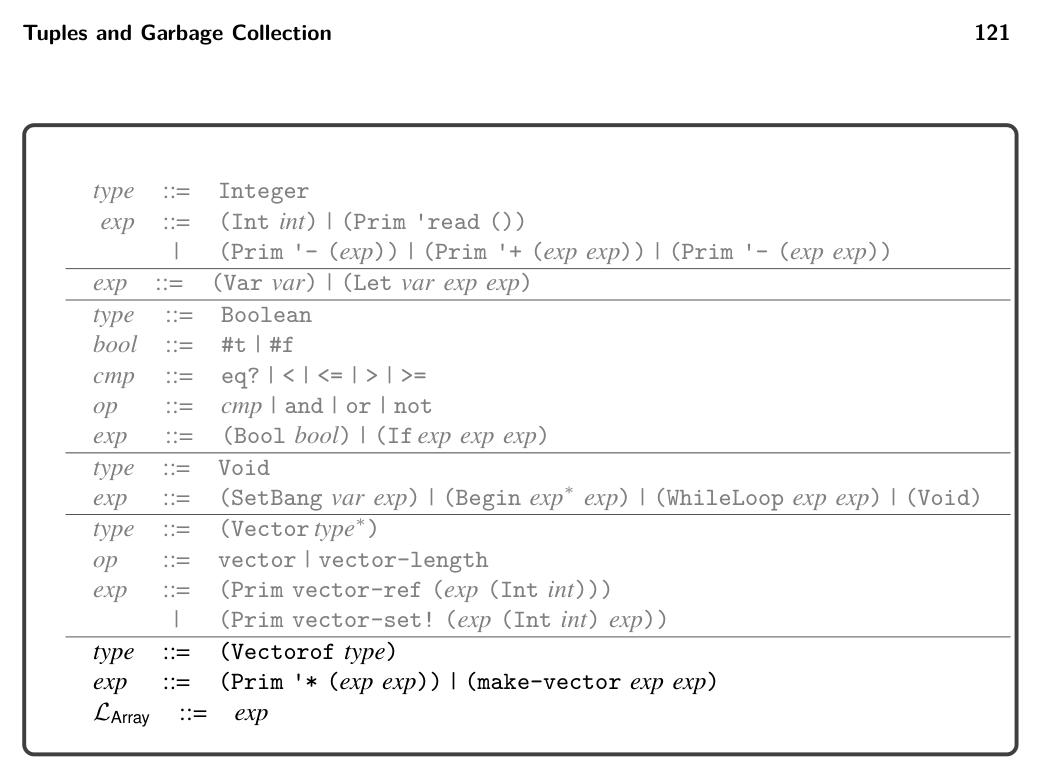 Tuples and Garbage Collection 121
type ::= Integer
exp ::= (Int int) | (Prim 'read ())
| (Prim '- (exp)) | (Prim '+ (exp exp)) | (Prim '- (exp exp))
exp ::= (Var var) | (Let var exp exp)
type ::= Boolean
bool ::= #t | #f
cmp ::= eq? | < | <= | > | >=
op ::= cmp | and | or | not
exp ::= (Bool bool) | (If exp exp exp)
type ::= Void
exp ::= (SetBang var exp) | (Begin exp* exp) | (WhileLoop exp exp) | (Void)
type ::= (Vector type*)
op ::= vector | vector-length
exp ::= (Prim vector-ref (exp (Int int)))
| (Prim vector-set! (exp (Int int) exp))
type ::= (Vectorof type)
exp ::= (Prim '* (exp exp)) | (make-vector exp exp)
ℒArray ::= exp